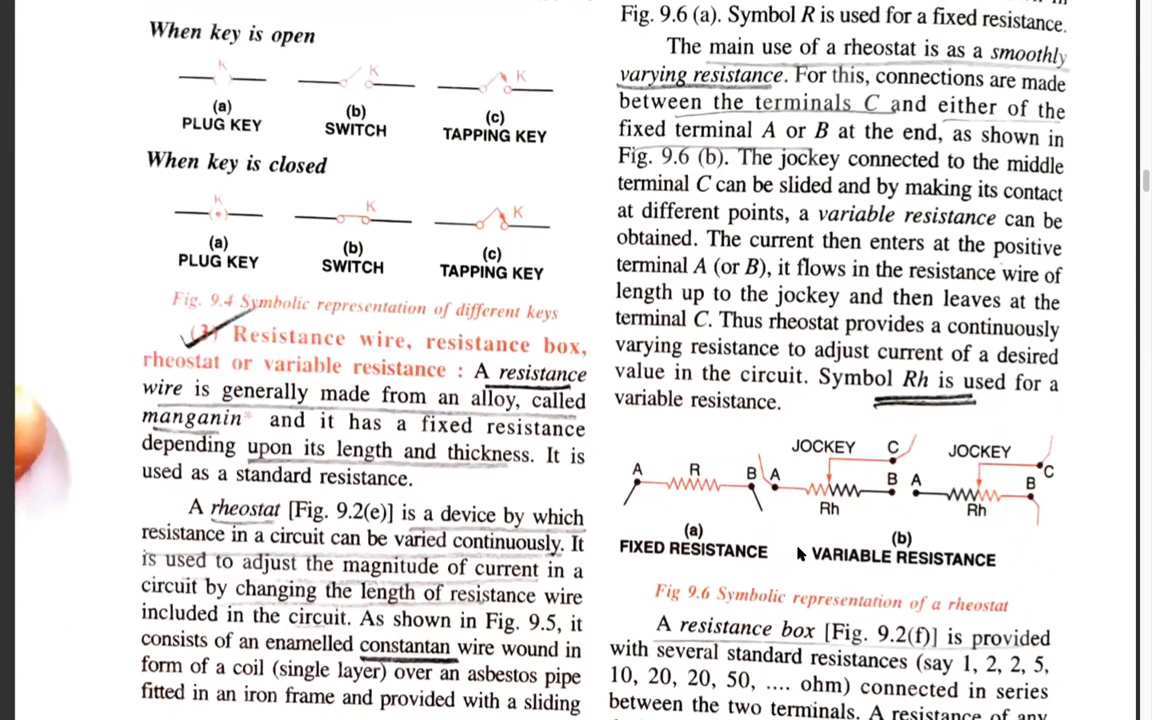 When key is open
K
K
K
(a)
PLUG KEY
(b)
SWITCH
(c)
TAPPING KEY
When key is closed
K
K
K
(a)
PLUG KEY
(b)
SWITCH
(c)
TAPPING KEY
Fig. 9.4 Symbolic representation of different keys
(3) Resistance wire, resistance box,
rheostat or variable resistance : A resistance
wire is generally made from an alloy, called
manganin* and it has a fixed resistance
depending upon its length and thickness. It is
used as a standard resistance.
A rheostat [Fig. 9.2(e)] is a device by which
resistance in a circuit can be varied continuously. It
is used to adjust the magnitude of current in a
circuit by changing the length of resistance wire
included in the circuit. As shown in Fig. 9.5, it
consists of an enamelled constantan wire wound in
form of a coil (single layer) over an asbestos pipe
fitted in an iron frame and provided with a sliding
Fig. 9.6 (a). Symbol R is used for a fixed resistance.
The main use of a rheostat is as a smoothly
varying resistance. For this, connections are made
between the terminals C and either of the
fixed terminal A or B at the end, as shown in
Fig. 9.6 (b). The jockey connected to the middle
terminal C can be slided and by making its contact
at different points, a variable resistance can be
obtained. The current then enters at the positive
terminal A (or B), it flows in the resistance wire of
length up to the jockey and then leaves at the
terminal C. Thus rheostat provides a continuously
varying resistance to adjust current of a desired
value in the circuit. Symbol Rh is used for a
variable resistance.
A R B
(a)
FIXED RESISTANCE
JOCKEY C
A B
Rh
JOCKEY
C
A B
Rh
(b)
VARIABLE RESISTANCE
Fig 9.6 Symbolic representation of a rheostat
A resistance box [Fig. 9.2(f)] is provided
with several standard resistances (say 1, 2, 2, 5,
10, 20, 20, 50, .... ohm) connected in series
between the two terminals. A resistance of any